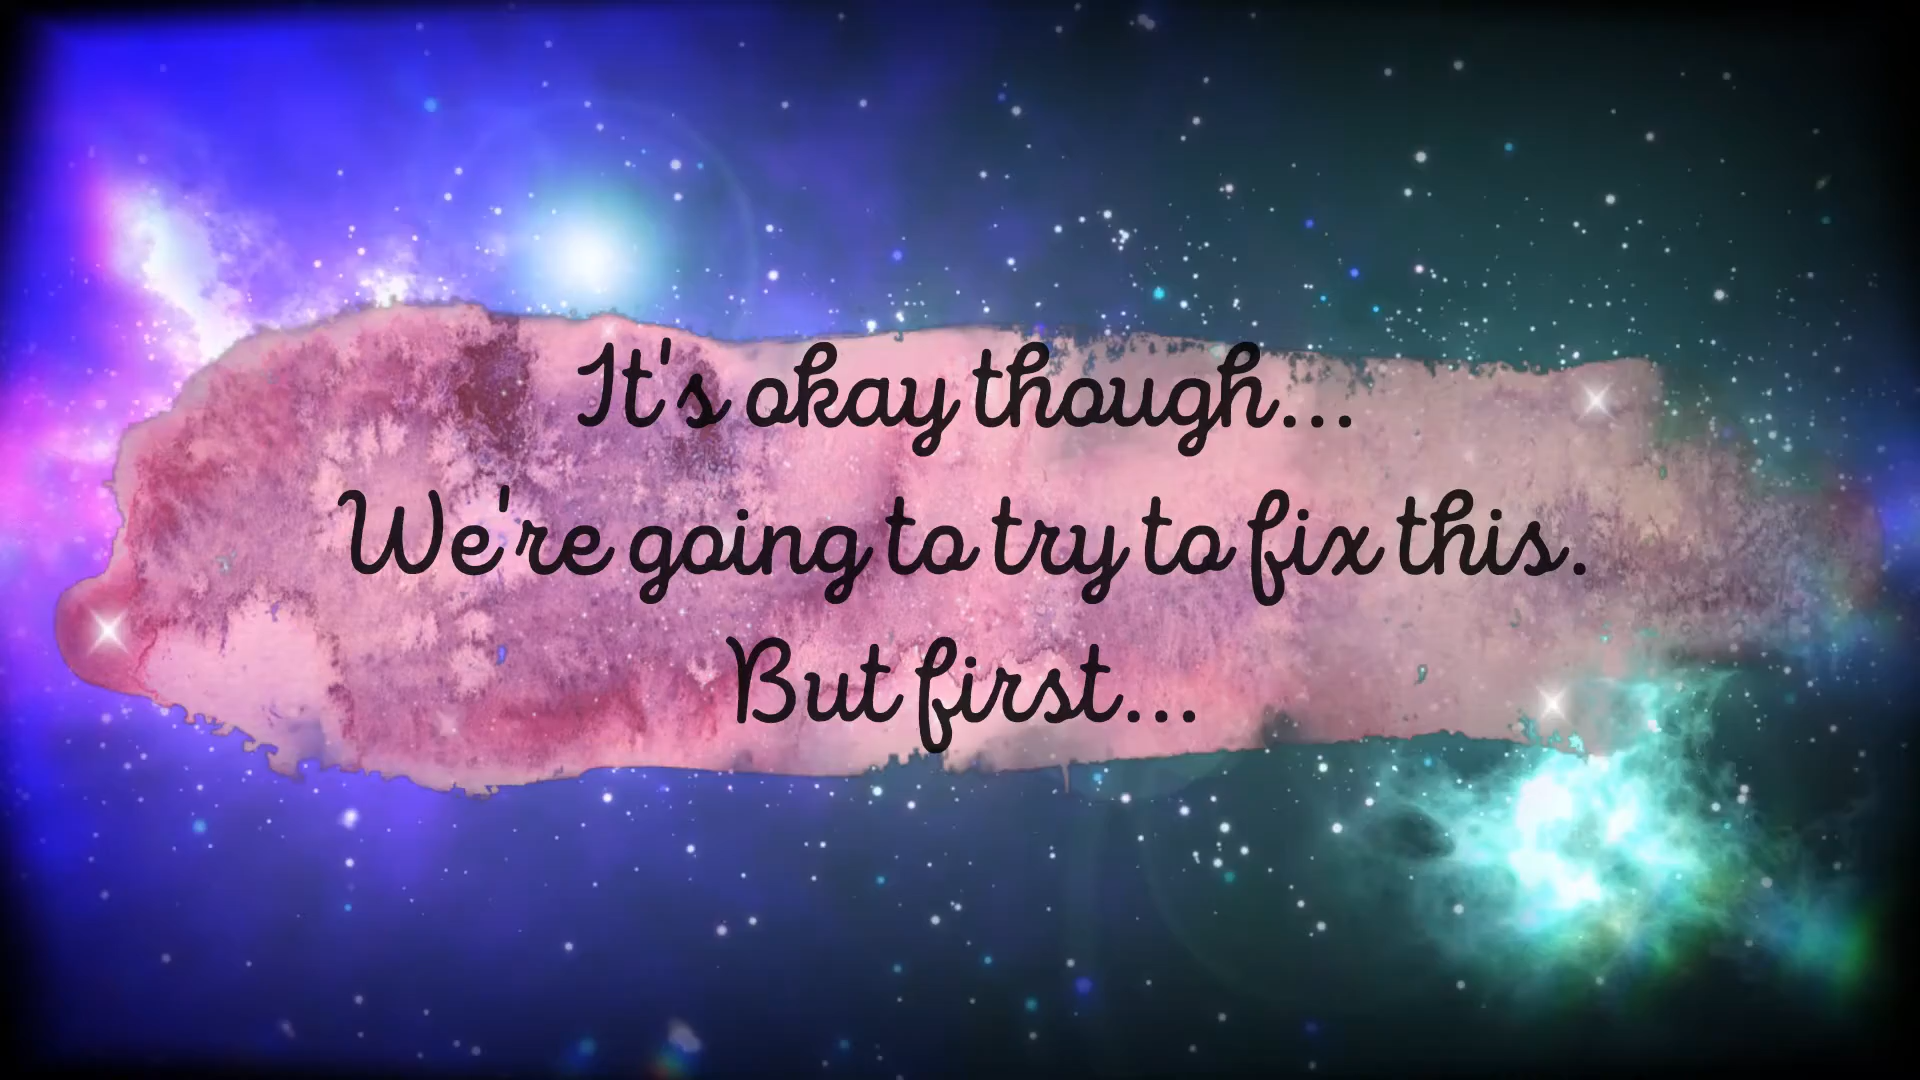 It's okay though...
We're going to try to fix this.
But first...